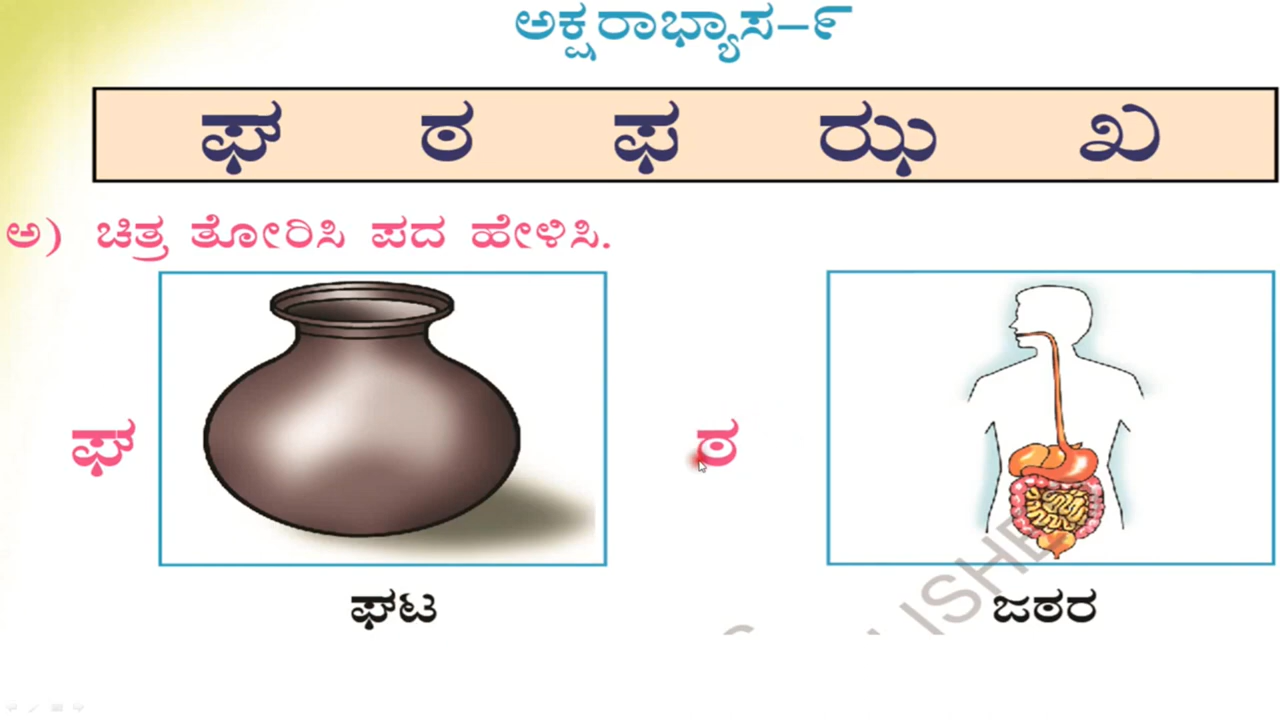 ಅಕ್ಷರಾಭ್ಯಾಸ–೯
ಘ ಠ ಫ ಝ ಖ
ಅ) ಚಿತ್ರ ತೋರಿಸಿ ಪದ ಹೇಳಿಸಿ.
ಘ ಠ
ಘಟ ಜಠರ